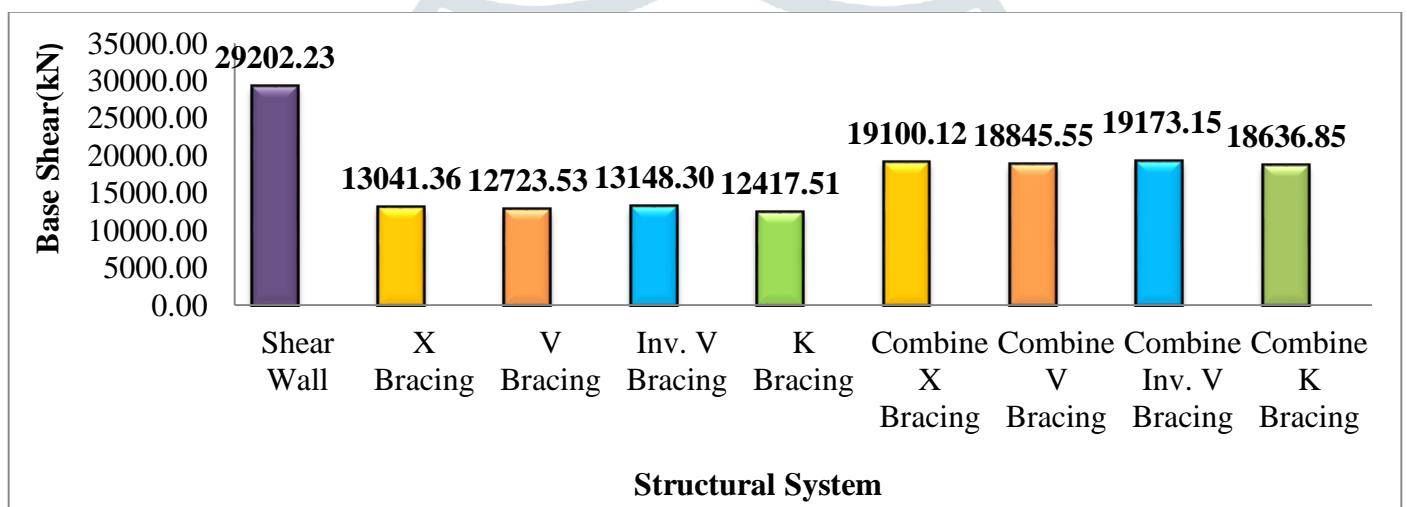 Base Shear(kN)
35000.00
30000.00
25000.00
20000.00
15000.00
10000.00
5000.00
0.00
29202.23
13041.36
12723.53
13148.30
12417.51
19100.12
18845.55
19173.15
18636.85
Shear
Wall
X
Bracing
V
Bracing
Inv. V
Bracing
K
Bracing
Combine
X
Bracing
Combine
V
Bracing
Combine
Inv. V
Bracing
Combine
K
Bracing
Structural System